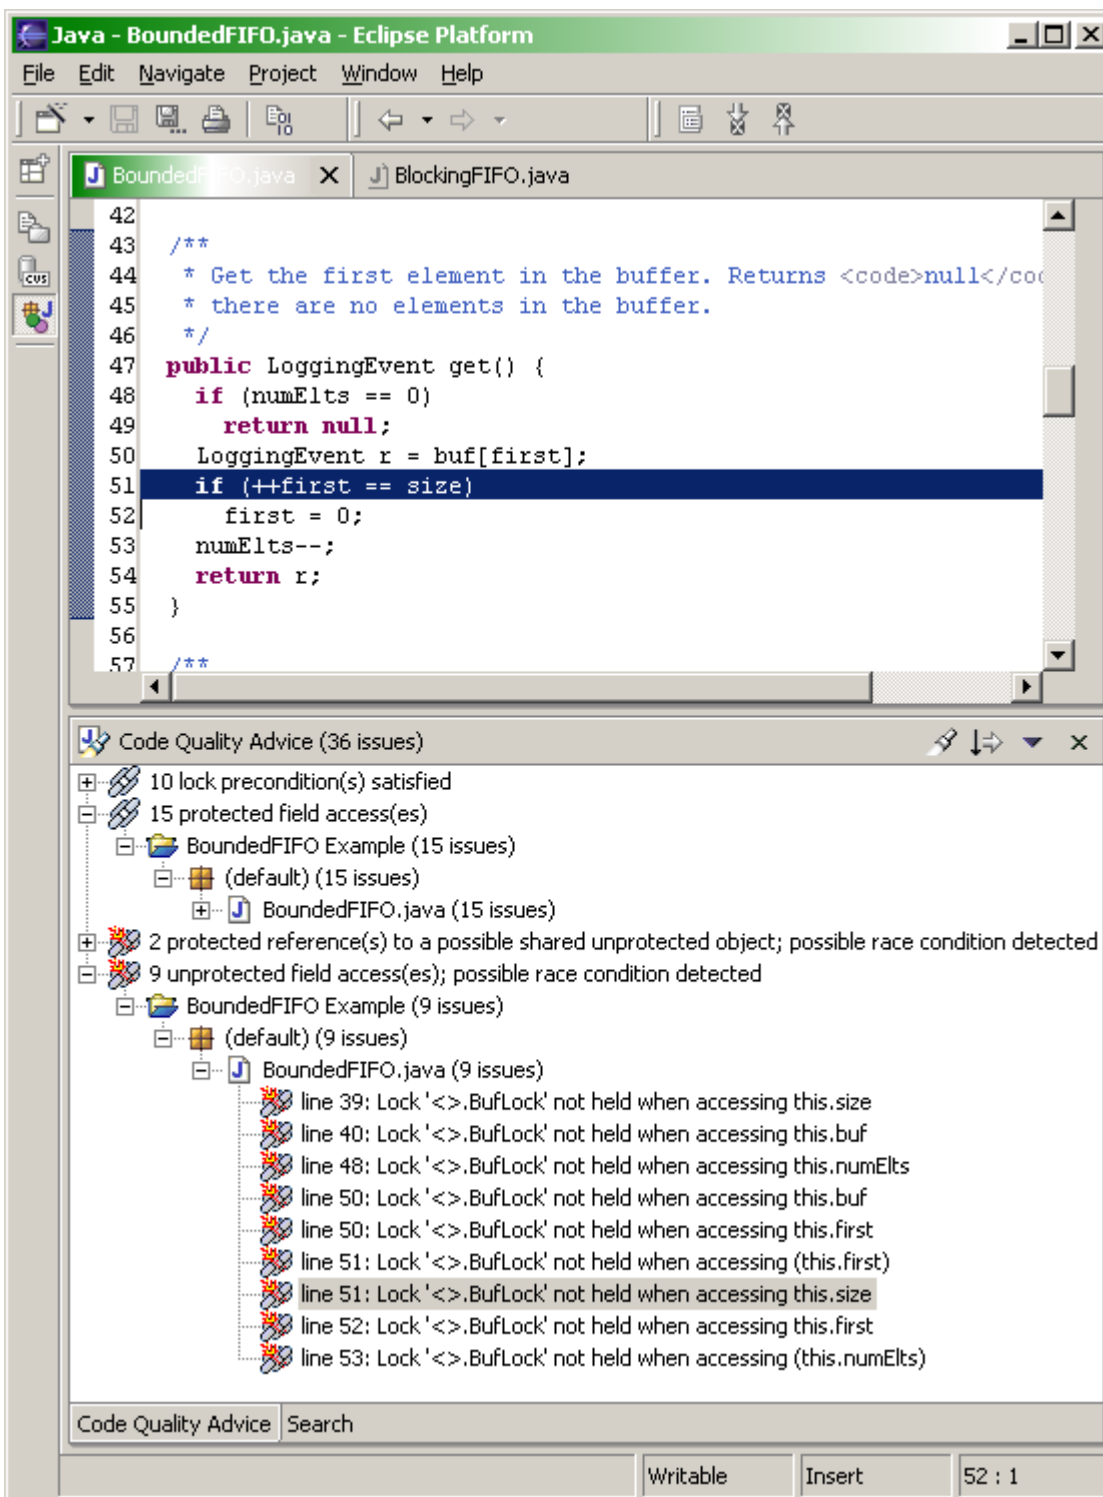 Java - BoundedFIFO.java - Eclipse Platform
File Edit Navigate Project Window Help
BoundedFIFO.java BlockingFIFO.java
42
43 /**
44 * Get the first element in the buffer. Returns <code>null</co
45 * there are no elements in the buffer.
46 */
47 public LoggingEvent get() {
48 if (numElts == 0)
49 return null;
50 LoggingEvent r = buf[first];
51 if (++first == size)
52 first = 0;
53 numElts--;
54 return r;
55 }
56
57 /**
Code Quality Advice (36 issues)
10 lock precondition(s) satisfied
15 protected field access(es)
BoundedFIFO Example (15 issues)
(default) (15 issues)
BoundedFIFO.java (15 issues)
2 protected reference(s) to a possible shared unprotected object; possible race condition detected
9 unprotected field access(es); possible race condition detected
BoundedFIFO Example (9 issues)
(default) (9 issues)
BoundedFIFO.java (9 issues)
line 39: Lock '<>.BufLock' not held when accessing this.size
line 40: Lock '<>.BufLock' not held when accessing this.buf
line 48: Lock '<>.BufLock' not held when accessing this.numElts
line 50: Lock '<>.BufLock' not held when accessing this.buf
line 50: Lock '<>.BufLock' not held when accessing this.first
line 51: Lock '<>.BufLock' not held when accessing (this.first)
line 51: Lock '<>.BufLock' not held when accessing this.size
line 52: Lock '<>.BufLock' not held when accessing this.first
line 53: Lock '<>.BufLock' not held when accessing (this.numElts)
Code Quality Advice Search
Writable Insert 52 : 1